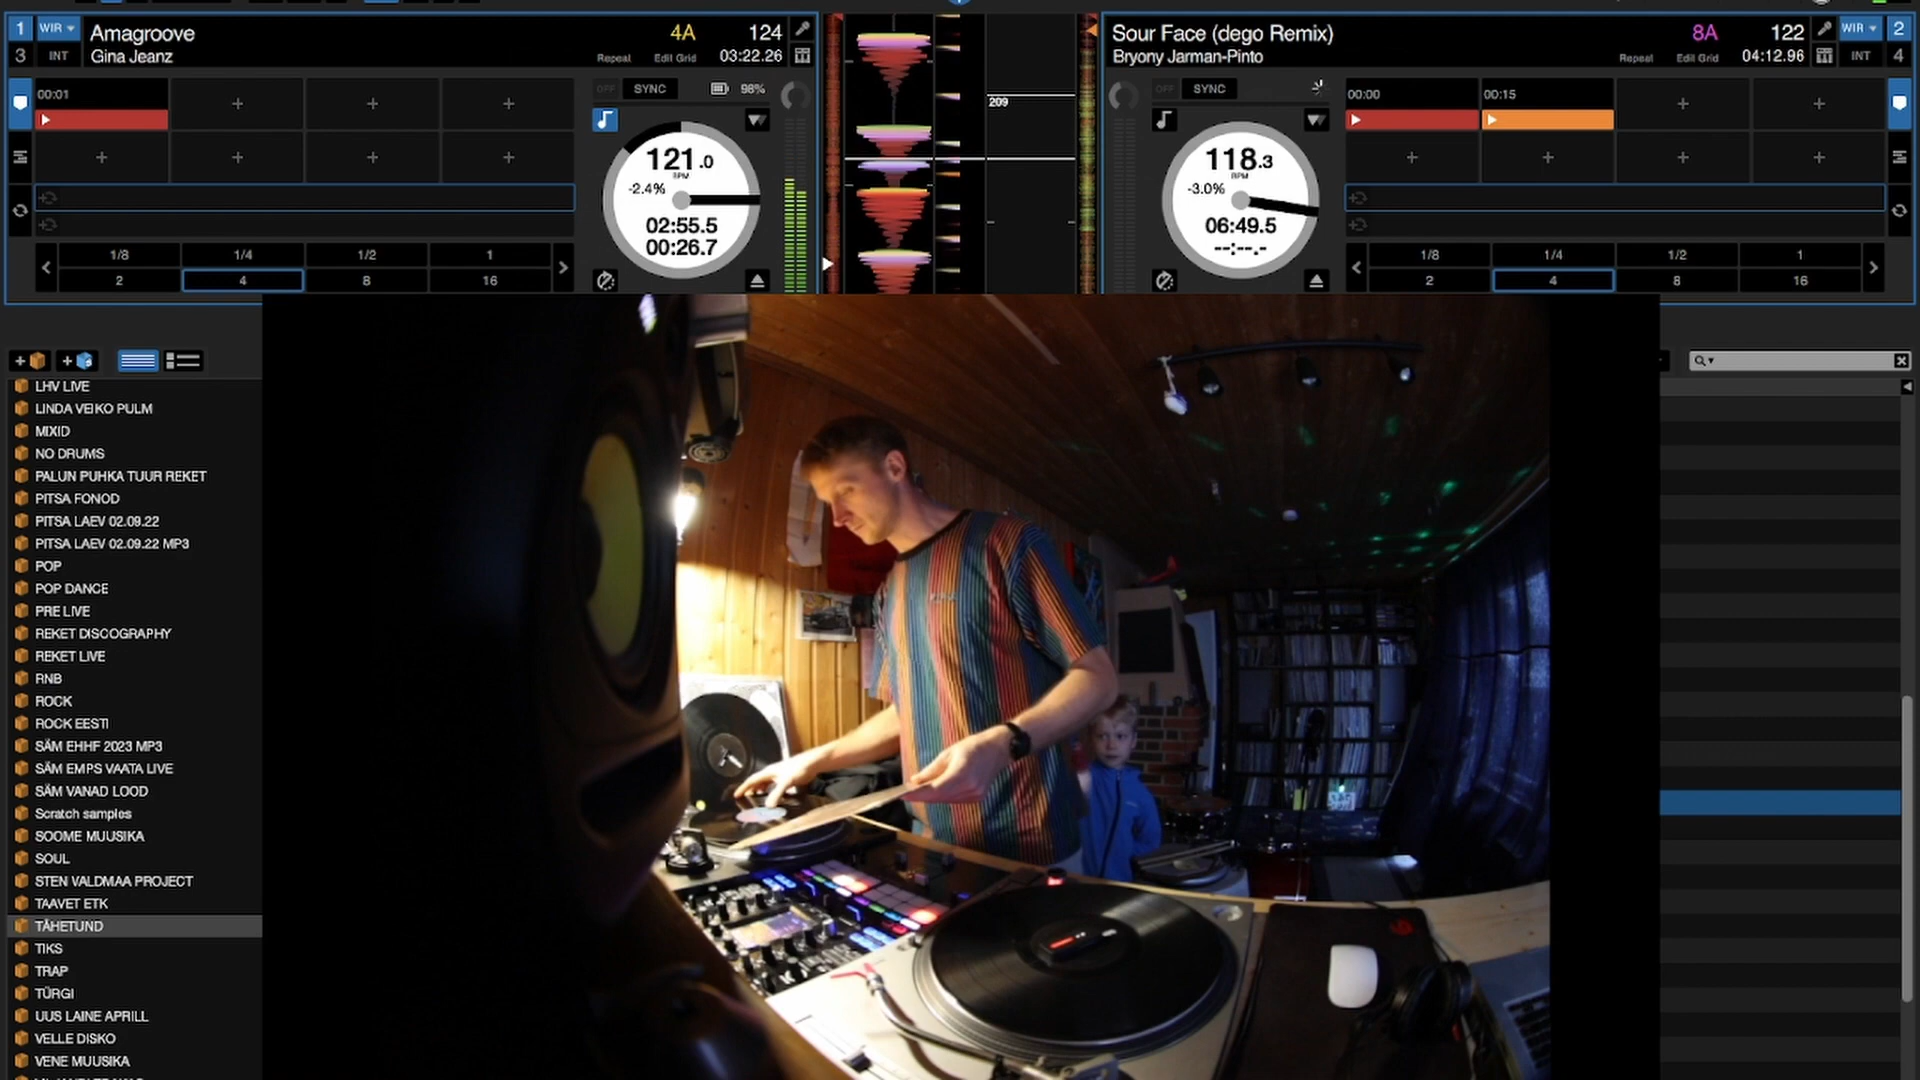 1 WIR Amagroove 4A 124
3 INT Gina Jeanz Repeal Edit Grid 03:22.26
00:01
OFF SYNC 98%
121.0
BPM
-2.4%
02:55.5
00:26.7
1/8 1/4 1/2 1
2 4 8 16
209
Sour Face (dego Remix) 8A 122 WIR 2
Bryony Jarman-Pinto Repeal Edit Grid 04:12.96 INT 4
OFF SYNC
00:00 00:15
118.3
BPM
-3.0%
06:49.5
--:--.-
1/8 1/4 1/2 1
2 4 8 16
LHV LIVE
LINDA VEIKO PULM
MIXID
NO DRUMS
PALUN PUHKA TUUR REKET
PITSA FONOD
PITSA LAEV 02.09.22
PITSA LAEV 02.09.22 MP3
POP
POP DANCE
PRE LIVE
REKET DISCOGRAPHY
REKET LIVE
RNB
ROCK
ROCK EESTI
SÄM EHHF 2023 MP3
SÄM EMPS VAATA LIVE
SÄM VANAD LOOD
Scratch samples
SOOME MUUSIKA
SOUL
STEN VALDMAA PROJECT
TAAVET ETK
TÄHETUND
TIKS
TRAP
TÜRGI
UUS LAINE APRILL
VELLE DISKO
VENE MUUSIKA